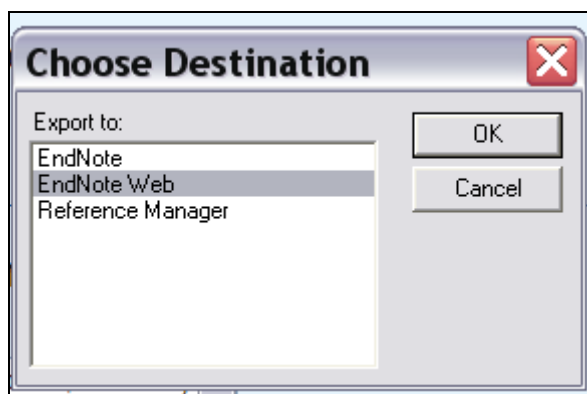 Choose Destination
Export to:
EndNote
EndNote Web
Reference Manager
OK
Cancel